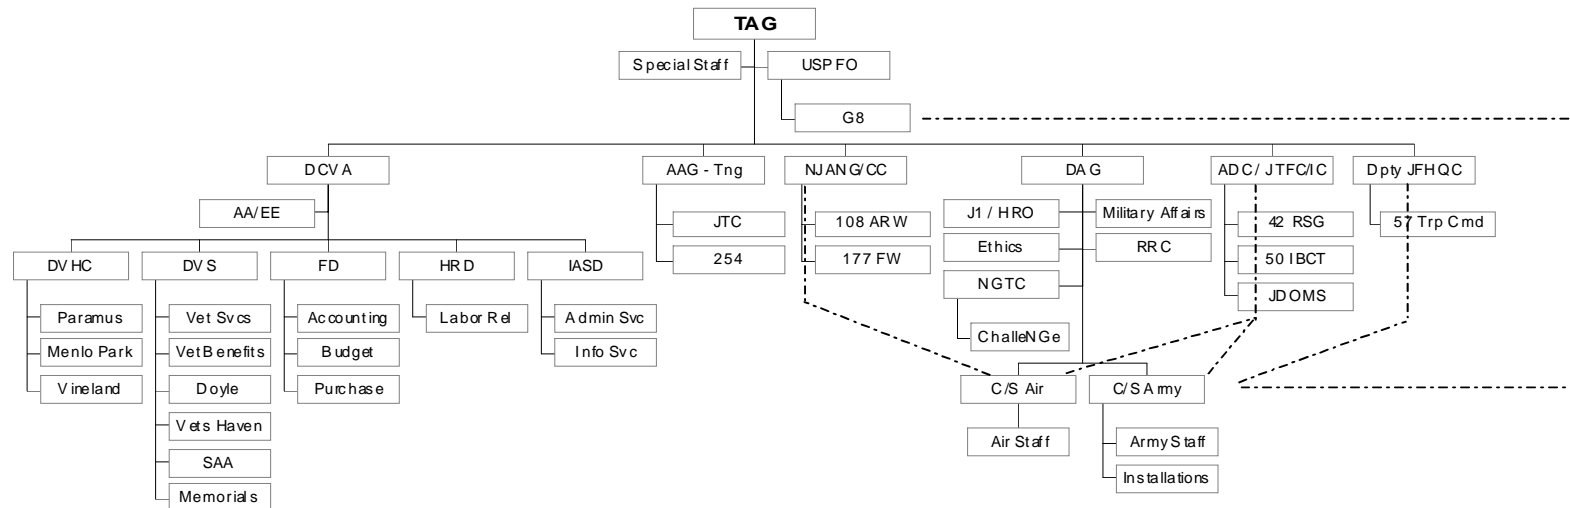 TAG
Special Staff
USPFO
G8
DCVA
AAG - Tng
NJANG/CC
DAG
ADC/ JTFC/IC
Dpty JFHQC
AA/EE
JTC
254
108 ARW
177 FW
J1 / HRO
Military Affairs
Ethics
RRC
NGTC
ChalleNGe
42 RSG
50 IBCT
JDOMS
57 Trp Cmd
DVHC
DVS
FD
HRD
IASD
Paramus
Menlo Park
Vineland
Vet Svcs
Vet Benefits
Doyle
Vets Haven
SAA
Memorials
Accounting
Budget
Purchase
Labor Rel
Admin Svc
Info Svc
C/S Air
C/S Army
Air Staff
Army Staff
Installations